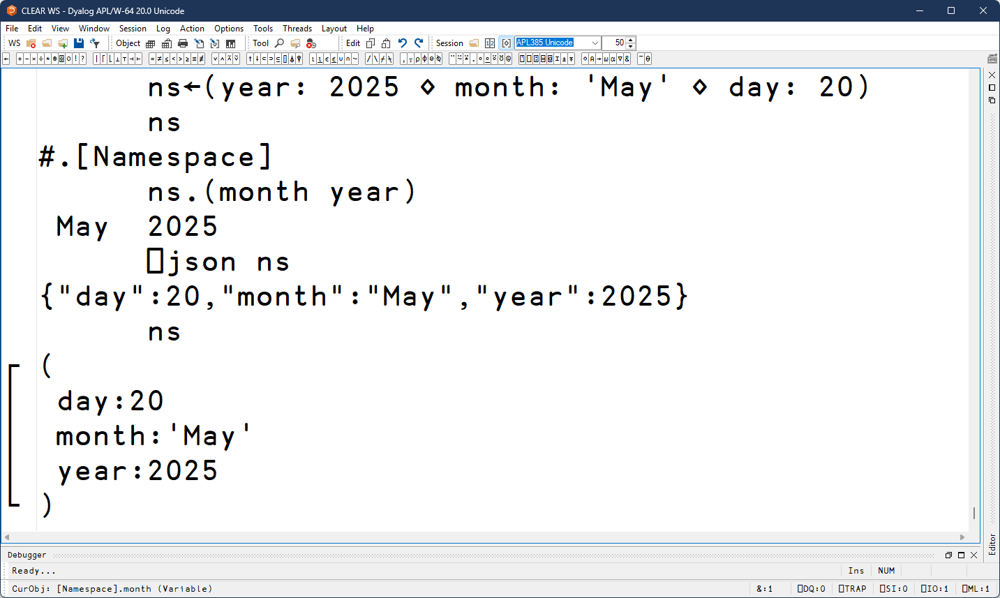 CLEAR WS - Dyalog APL/W-64 20.0 Unicode
File Edit View Window Session Log Action Options Tools Threads Layout Help
WS Object Tool Edit Session APL385 Unicode 50
      ns←(year: 2025 ⋄ month: 'May' ⋄ day: 20)
      ns
#.[Namespace]
      ns.(month year)
 May  2025
      ⎕json ns
{"day":20,"month":"May","year":2025}
      ns
(
 day:20
 month:'May'
 year:2025
)
Editor
Debugger
Ready...
Ins NUM
CurObj: [Namespace].month (Variable)
&:1 ⎕DQ:0 ⎕TRAP ⎕SI:0 ⎕IO:1 ⎕ML:1